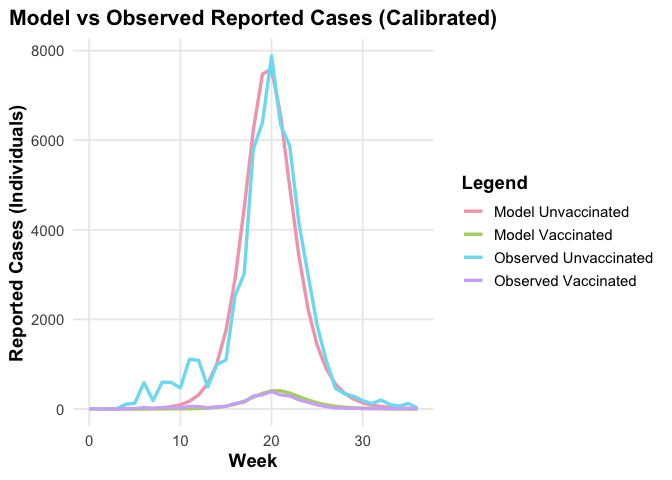 Model vs Observed Reported Cases (Calibrated)
8000
6000
4000
2000
0
Reported Cases (Individuals)
0 10 20 30
Week
Legend
Model Unvaccinated
Model Vaccinated
Observed Unvaccinated
Observed Vaccinated